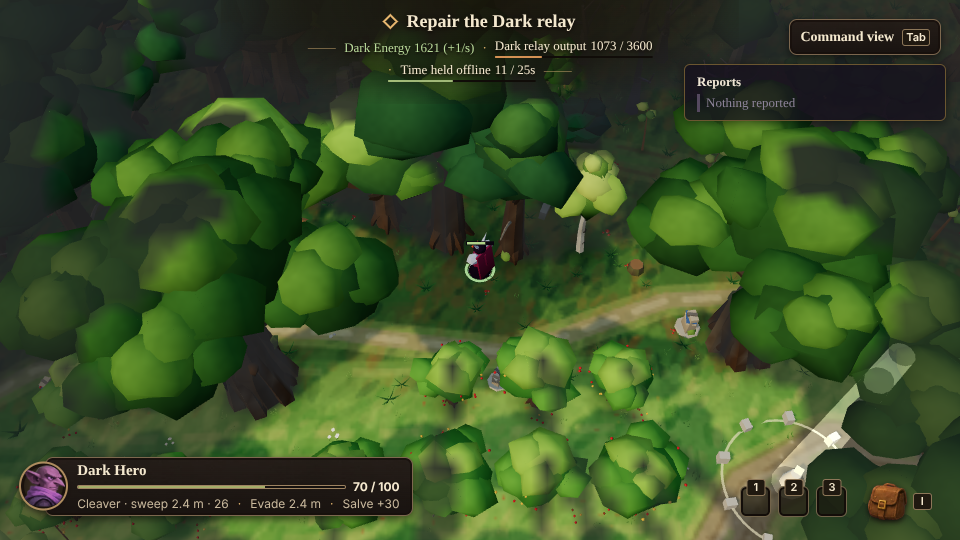 Repair the Dark relay
Dark Energy 1621 (+1/s) · Dark relay output 1073 / 3600
· Time held offline 11 / 25s
Command view Tab
Reports
Nothing reported
Dark Hero
70 / 100
Cleaver · sweep 2.4 m · 26 · Evade 2.4 m · Salve +30
1 2 3
I